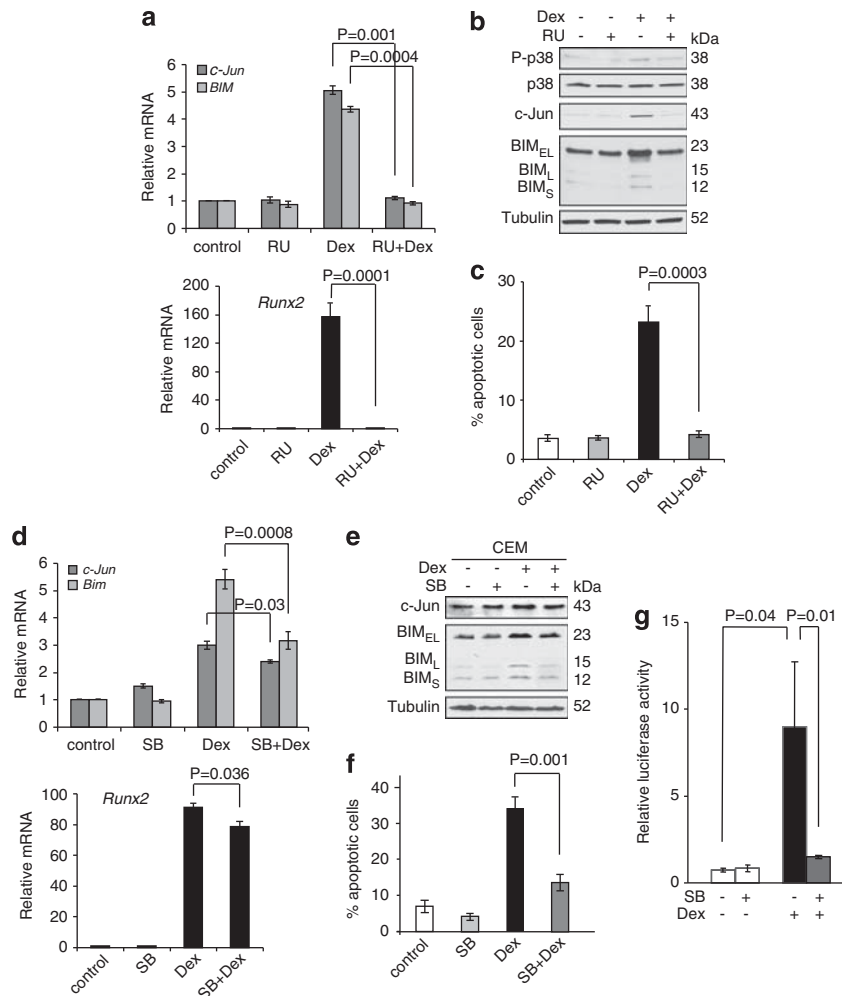 a
c-Jun
BIM
P=0.001
P=0.0004
Relative mRNA
6
5
4
3
2
1
0
control RU Dex RU+Dex
P=0.0001
Runx2
Relative mRNA
200
160
120
80
40
0
control RU Dex RU+Dex
b
Dex - - + +
RU - + - + kDa
P-p38 38
p38 38
c-Jun 43
BIMEL 23
BIML 15
BIMS 12
Tubulin 52
c
P=0.0003
% apoptotic cells
30
20
10
0
control RU Dex RU+Dex
d
P=0.0008
c-Jun
Bim
P=0.03
Relative mRNA
6
5
4
3
2
1
0
control SB Dex SB+Dex
P=0.036
Runx2
Relative mRNA
100
80
60
40
20
0
control SB Dex SB+Dex
e
CEM
Dex - - + +
SB - + - + kDa
c-Jun 43
BIMEL 23
BIML 15
BIMS 12
Tubulin 52
f
P=0.001
% apoptotic cells
40
30
20
10
0
control SB Dex SB+Dex
g
P=0.04 P=0.01
Relative luciferase activity
15
10
5
0
SB - + - +
Dex - - + +